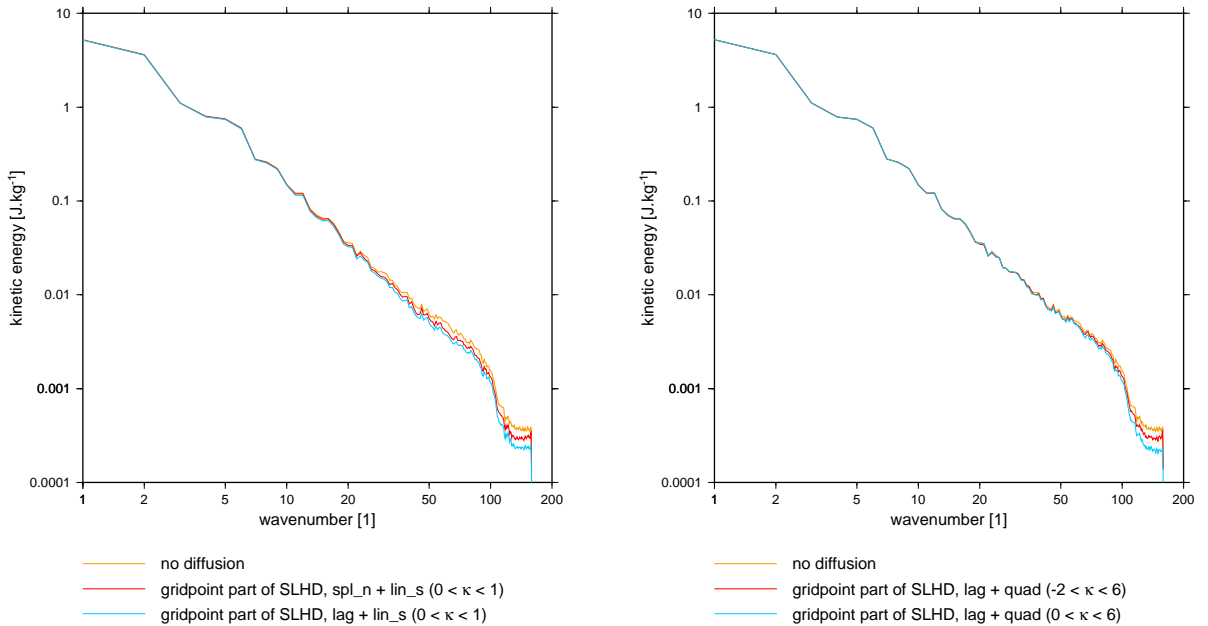 10
1
0.1
0.01
0.001
0.0001
kinetic energy [J.kg-1]
1 2 5 10 20 50 100 200
wavenumber [1]
no diffusion
gridpoint part of SLHD, spl_n + lin_s (0 < κ < 1)
gridpoint part of SLHD, lag + lin_s (0 < κ < 1)
10
1
0.1
0.01
0.001
0.0001
kinetic energy [J.kg-1]
1 2 5 10 20 50 100 200
wavenumber [1]
no diffusion
gridpoint part of SLHD, lag + quad (-2 < κ < 6)
gridpoint part of SLHD, lag + quad (0 < κ < 6)